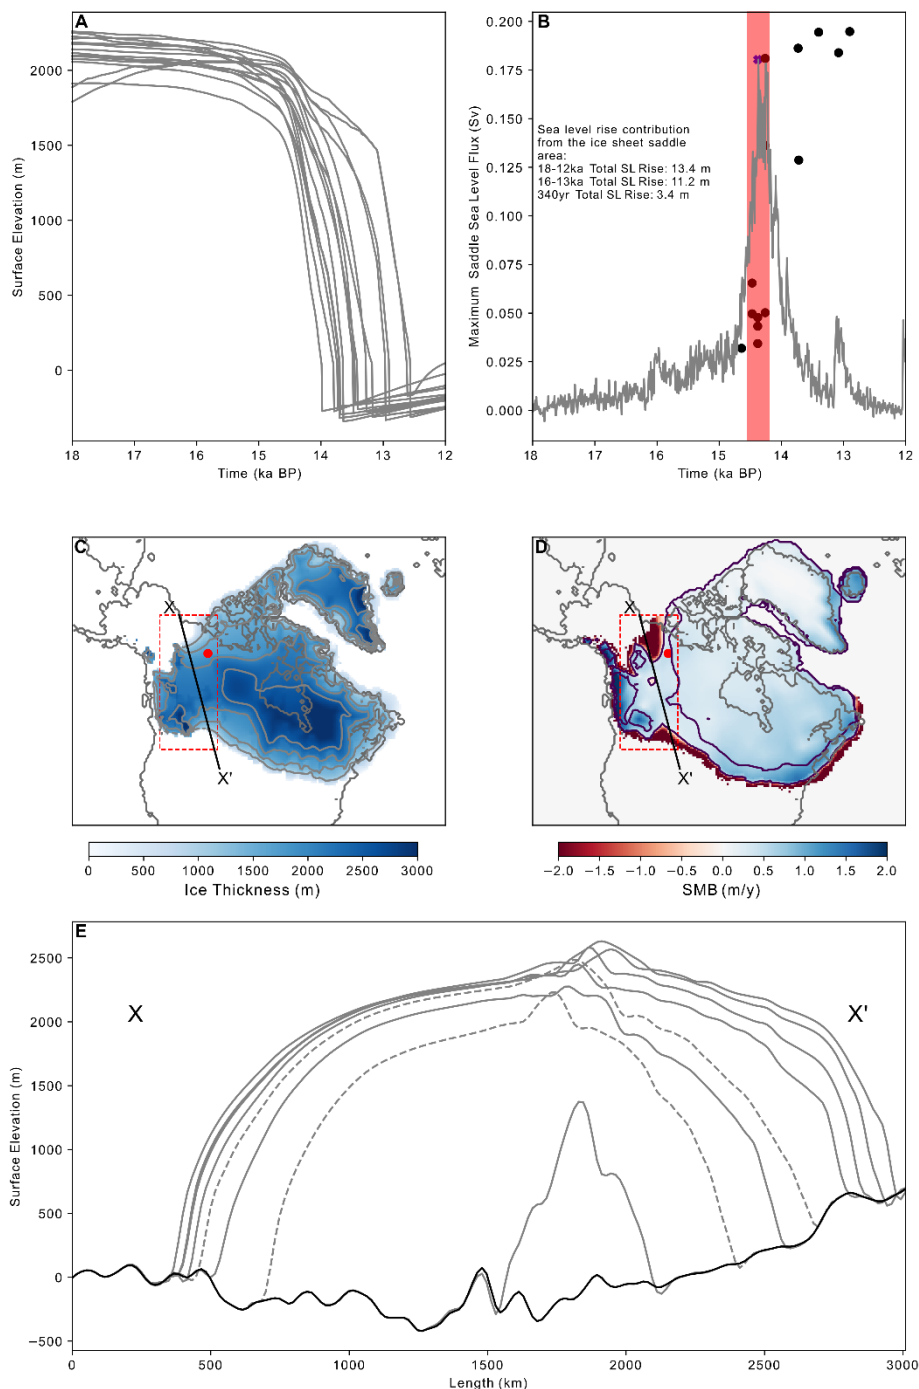 A
2000
1500
1000
500
0
18
17
16
15
14
13
12
Surface Elevation (m)
Time (ka BP)
B
0.200
0.175
0.150
0.125
0.100
0.075
0.050
0.025
0.000
Sea level rise contribution
from the ice sheet saddle
area:
18-12ka Total SL Rise: 13.4 m
16-13ka Total SL Rise: 11.2 m
340yr Total SL Rise: 3.4 m
18
17
16
15
14
13
12
Maximum Saddle Sea Level Flux (Sv)
Time (ka BP)
C
X
X'
0
500
1000
1500
2000
2500
3000
Ice Thickness (m)
D
X
X'
−2.0
−1.5
−1.0
−0.5
0.0
0.5
1.0
1.5
2.0
SMB (m/y)
E
2500
2000
1500
1000
500
0
−500
X
X'
0
500
1000
1500
2000
2500
3000
Surface Elevation (m)
Length (km)